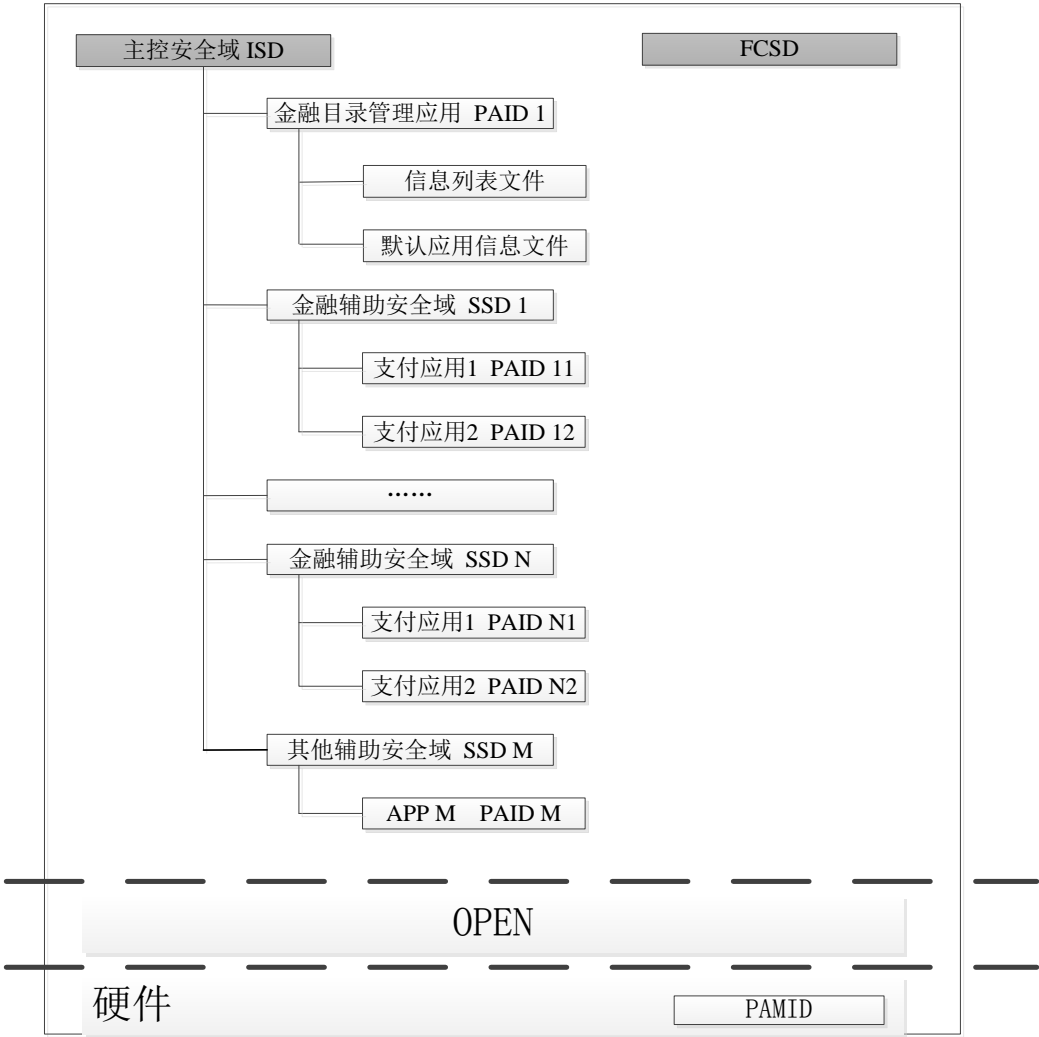 主控安全域 ISD
FCSD
金融目录管理应用 PAID 1
信息列表文件
默认应用信息文件
金融辅助安全域 SSD 1
支付应用1 PAID 11
支付应用2 PAID 12
……
金融辅助安全域 SSD N
支付应用1 PAID N1
支付应用2 PAID N2
其他辅助安全域 SSD M
APP M PAID M
OPEN
硬件
PAMID